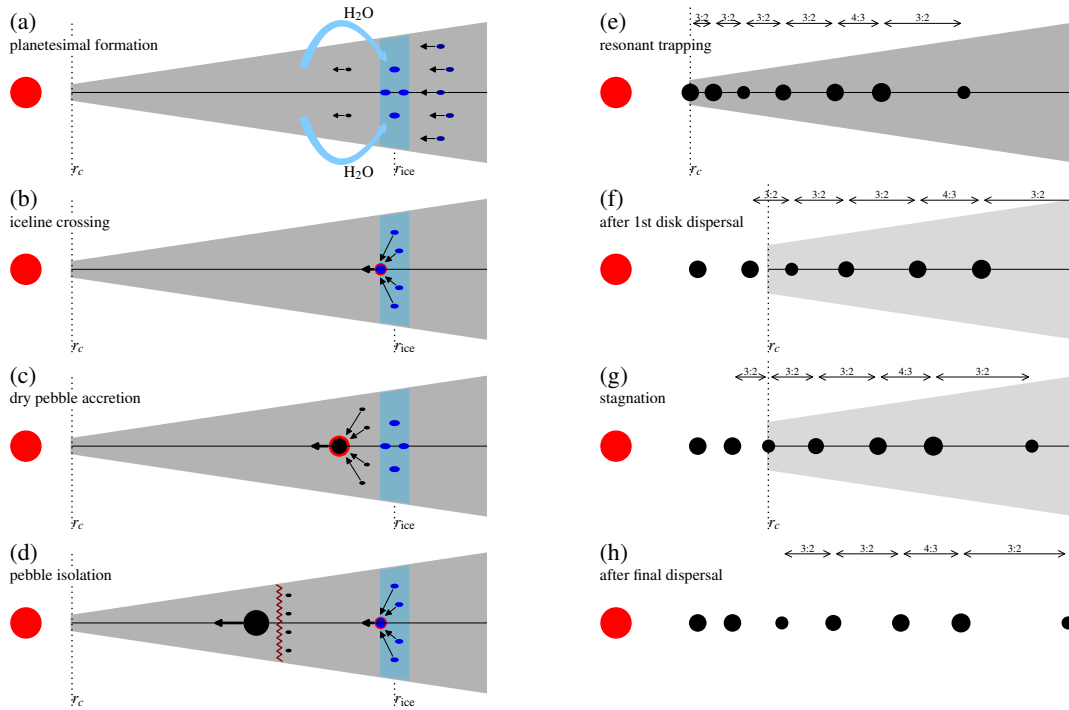 (a)
planetesimal formation
H2O
H2O
rc
rice
(b)
iceline crossing
rc
rice
(c)
dry pebble accretion
rc
rice
(d)
pebble isolation
rc
rice
(e)
3:2 3:2 3:2 3:2 4:3 3:2
resonant trapping
rc
(f)
3:2 3:2 3:2 4:3 3:2
after 1st disk dispersal
(g)
3:2 3:2 3:2 4:3 3:2
stagnation
rc
(h)
3:2 3:2 4:3 3:2
after final dispersal